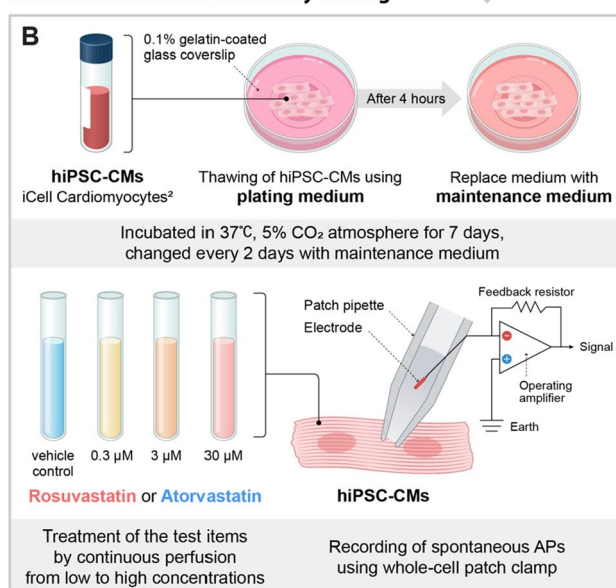 B
0.1% gelatin-coated
glass coverslip
After 4 hours
hiPSC-CMs
iCell Cardiomyocytes²
Thawing of hiPSC-CMs using
plating medium
Replace medium with
maintenance medium
Incubated in 37℃, 5% CO₂ atmosphere for 7 days,
changed every 2 days with maintenance medium
vehicle
control
0.3 μM
3 μM
30 μM
Rosuvastatin or Atorvastatin
Patch pipette
Electrode
Feedback resistor
Signal
Operating
amplifier
Earth
hiPSC-CMs
Treatment of the test items
by continuous perfusion
from low to high concentrations
Recording of spontaneous APs
using whole-cell patch clamp